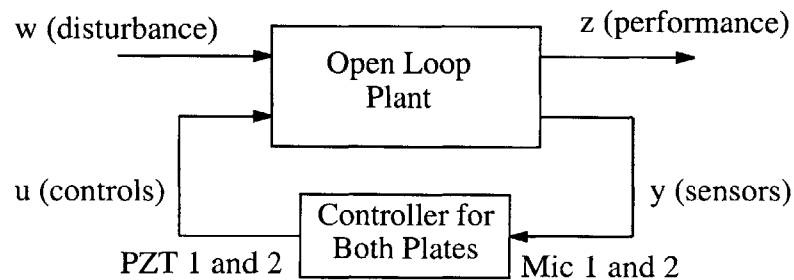 w (disturbance)
z (performance)
Open Loop
Plant
u (controls)
y (sensors)
Controller for
Both Plates
PZT 1 and 2
Mic 1 and 2